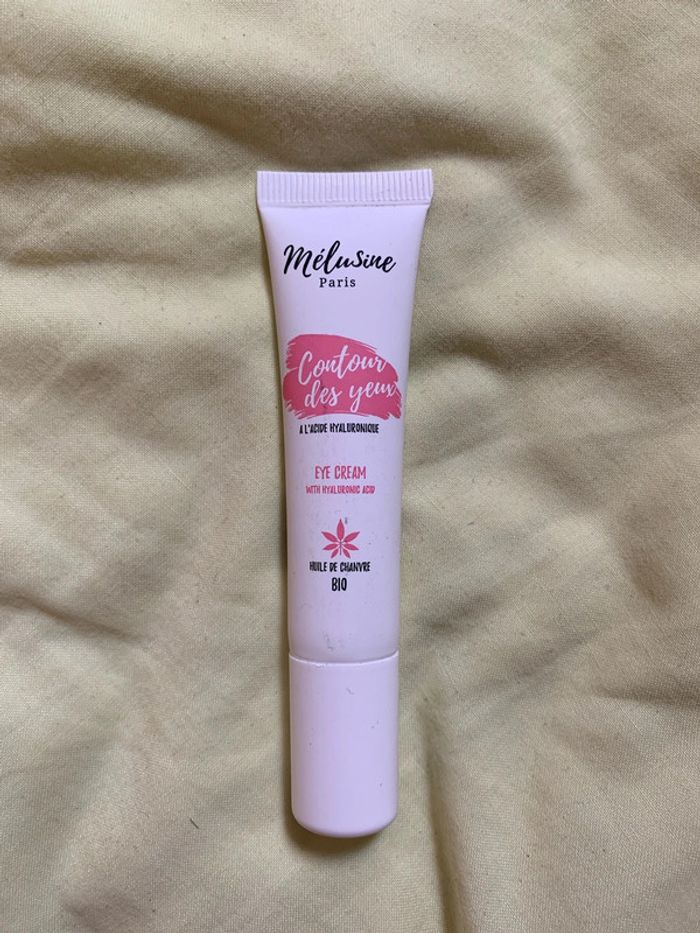 Mélusine
Paris
Contour
des yeux
A L'ACIDE HYALURONIQUE
EYE CREAM
WITH HYALURONIC ACID
HUILE DE CHANVRE
BIO